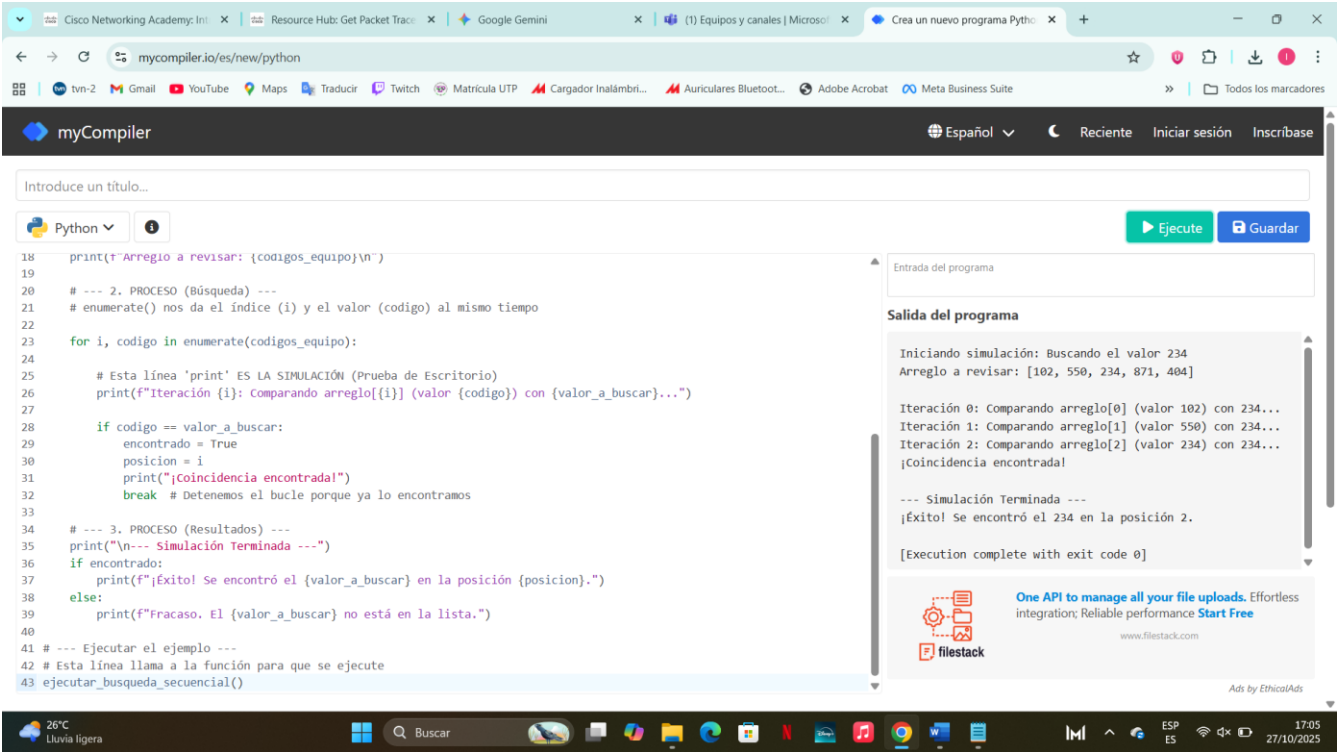 Cisco Networking Academy: Int
Resource Hub: Get Packet Trace
Google Gemini
(1) Equipos y canales | Microsof
Crea un nuevo programa Pytho
mycompiler.io/es/new/python
tvn-2
Gmail
YouTube
Maps
Traducir
Twitch
Matrícula UTP
Cargador Inalámbri...
Auriculares Bluetoot...
Adobe Acrobat
Meta Business Suite
»
Todos los marcadores
myCompiler
Español
Reciente
Iniciar sesión
Inscríbase
Introduce un título...
Python
Ejecute
Guardar
18     print(f"Arreglo a revisar: {codigos_equipo}\n")
19
20     # --- 2. PROCESO (Búsqueda) ---
21     # enumerate() nos da el índice (i) y el valor (codigo) al mismo tiempo
22
23     for i, codigo in enumerate(codigos_equipo):
24
25         # Esta línea 'print' ES LA SIMULACIÓN (Prueba de Escritorio)
26         print(f"Iteración {i}: Comparando arreglo[{i}] (valor {codigo}) con {valor_a_buscar}...")
27
28         if codigo == valor_a_buscar:
29             encontrado = True
30             posicion = i
31             print("¡Coincidencia encontrada!")
32             break  # Detenemos el bucle porque ya lo encontramos
33
34     # --- 3. PROCESO (Resultados) ---
35     print("\n--- Simulación Terminada ---")
36     if encontrado:
37         print(f"¡Éxito! Se encontró el {valor_a_buscar} en la posición {posicion}.")
38     else:
39         print(f"Fracaso. El {valor_a_buscar} no está en la lista.")
40
41 # --- Ejecutar el ejemplo ---
42 # Esta línea llama a la función para que se ejecute
43 ejecutar_busqueda_secuencial()
Entrada del programa
Salida del programa
Iniciando simulación: Buscando el valor 234
Arreglo a revisar: [102, 550, 234, 871, 404]
Iteración 0: Comparando arreglo[0] (valor 102) con 234...
Iteración 1: Comparando arreglo[1] (valor 550) con 234...
Iteración 2: Comparando arreglo[2] (valor 234) con 234...
¡Coincidencia encontrada!
--- Simulación Terminada ---
¡Éxito! Se encontró el 234 en la posición 2.
[Execution complete with exit code 0]
filestack
One API to manage all your file uploads. Effortless
integration; Reliable performance Start Free
www.filestack.com
Ads by EthicalAds
26°C
Lluvia ligera
Buscar
ESP
ES
17:05
27/10/2025